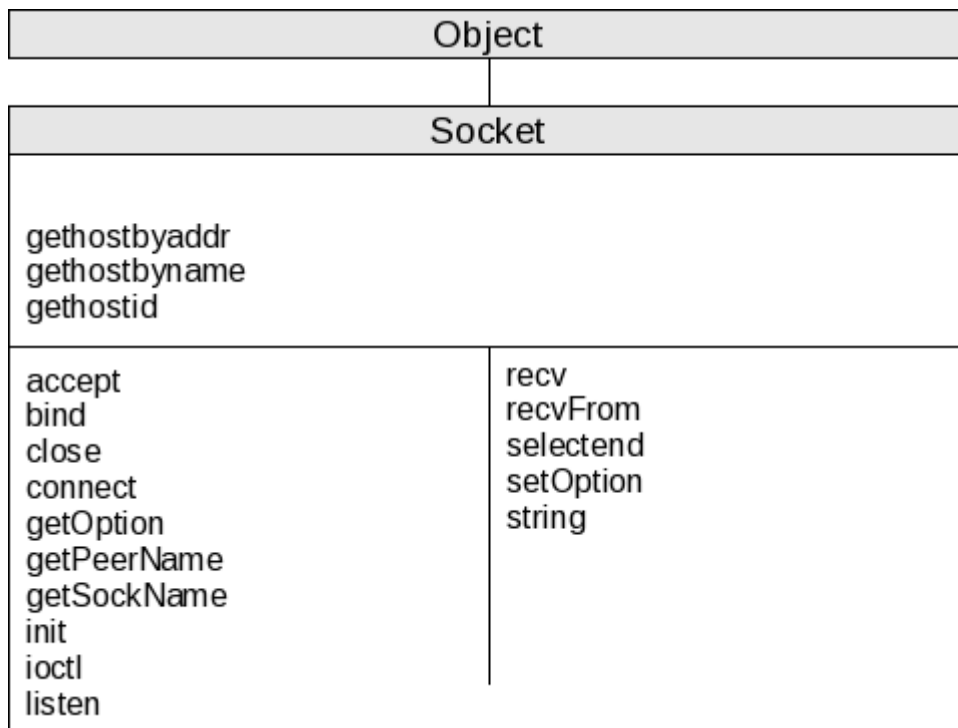 Object
Socket
gethostbyaddr
gethostbyname
gethostid
accept
bind
close
connect
getOption
getPeerName
getSockName
init
ioctl
listen
recv
recvFrom
selectend
setOption
string